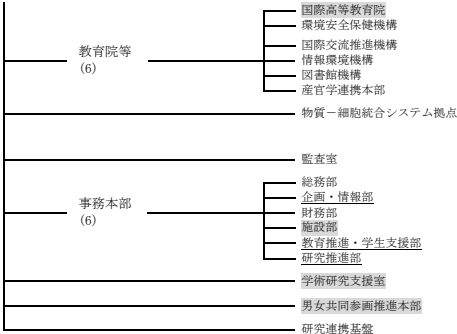 国際高等教育院
環境安全保健機構
教育院等
(6)
国際交流推進機構
情報環境機構
図書館機構
産官学連携本部
物質－細胞統合システム拠点
監査室
事務本部
(6)
総務部
企画・情報部
財務部
施設部
教育推進・学生支援部
研究推進部
学術研究支援室
男女共同参画推進本部
研究連携基盤